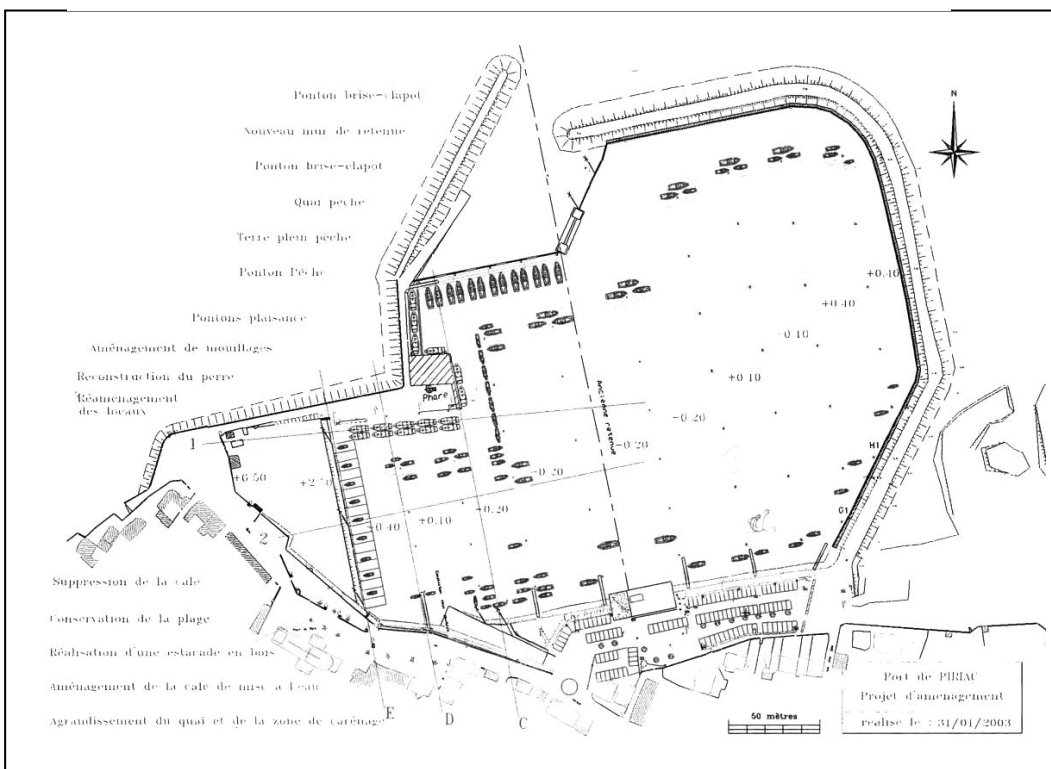 Ponton brise-clapot
Nouveau mur de retenue
Ponton brise-clapot
Quai pêche
Terre plein pêche
Ponton Pêche
Pontons plaisance
Aménagement de mouillages
Reconstruction du perre
Réaménagement
des locaux
N
+0.40
+0.40
-0.10
+0.10
-0.20
-0.20
-0.20
-0.20
+0.10
-0.40
+2.50
+6.50
Phare
Ancienne retenue
1
2
H1
G1
Suppression de la cale
Conservation de la plage
Réalisation d'une estacade en bois
Aménagement de la cale de mise a l'eau
Agrandissement du quai et de la zone de carénage
E
D
C
50 mètres
Port de PIRIAC
Projet d'amenagement
realise le : 31/01/2003